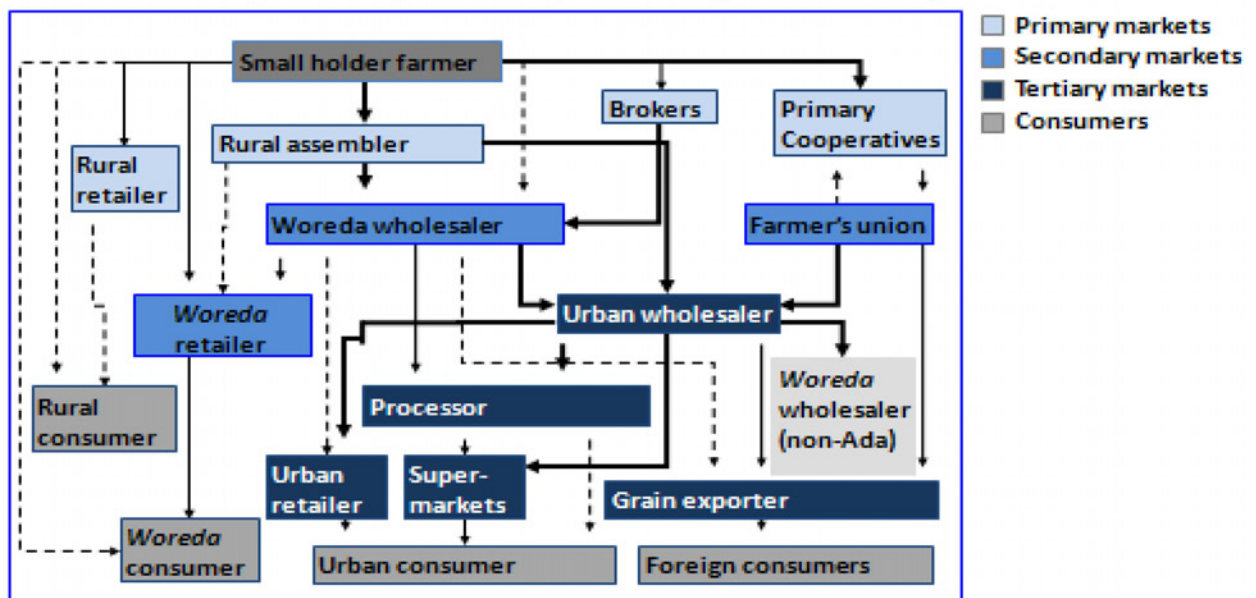 Small holder farmer
Primary markets
Secondary markets
Tertiary markets
Consumers
Brokers
Primary
Cooperatives
Rural assembler
Rural
retailer
Woreda wholesaler
Farmer's union
Woreda
retailer
Urban wholesaler
Woreda
wholesaler
(non-Ada)
Rural
consumer
Processor
Urban
retailer
Super-
markets
Grain exporter
Woreda
consumer
Urban consumer
Foreign consumers